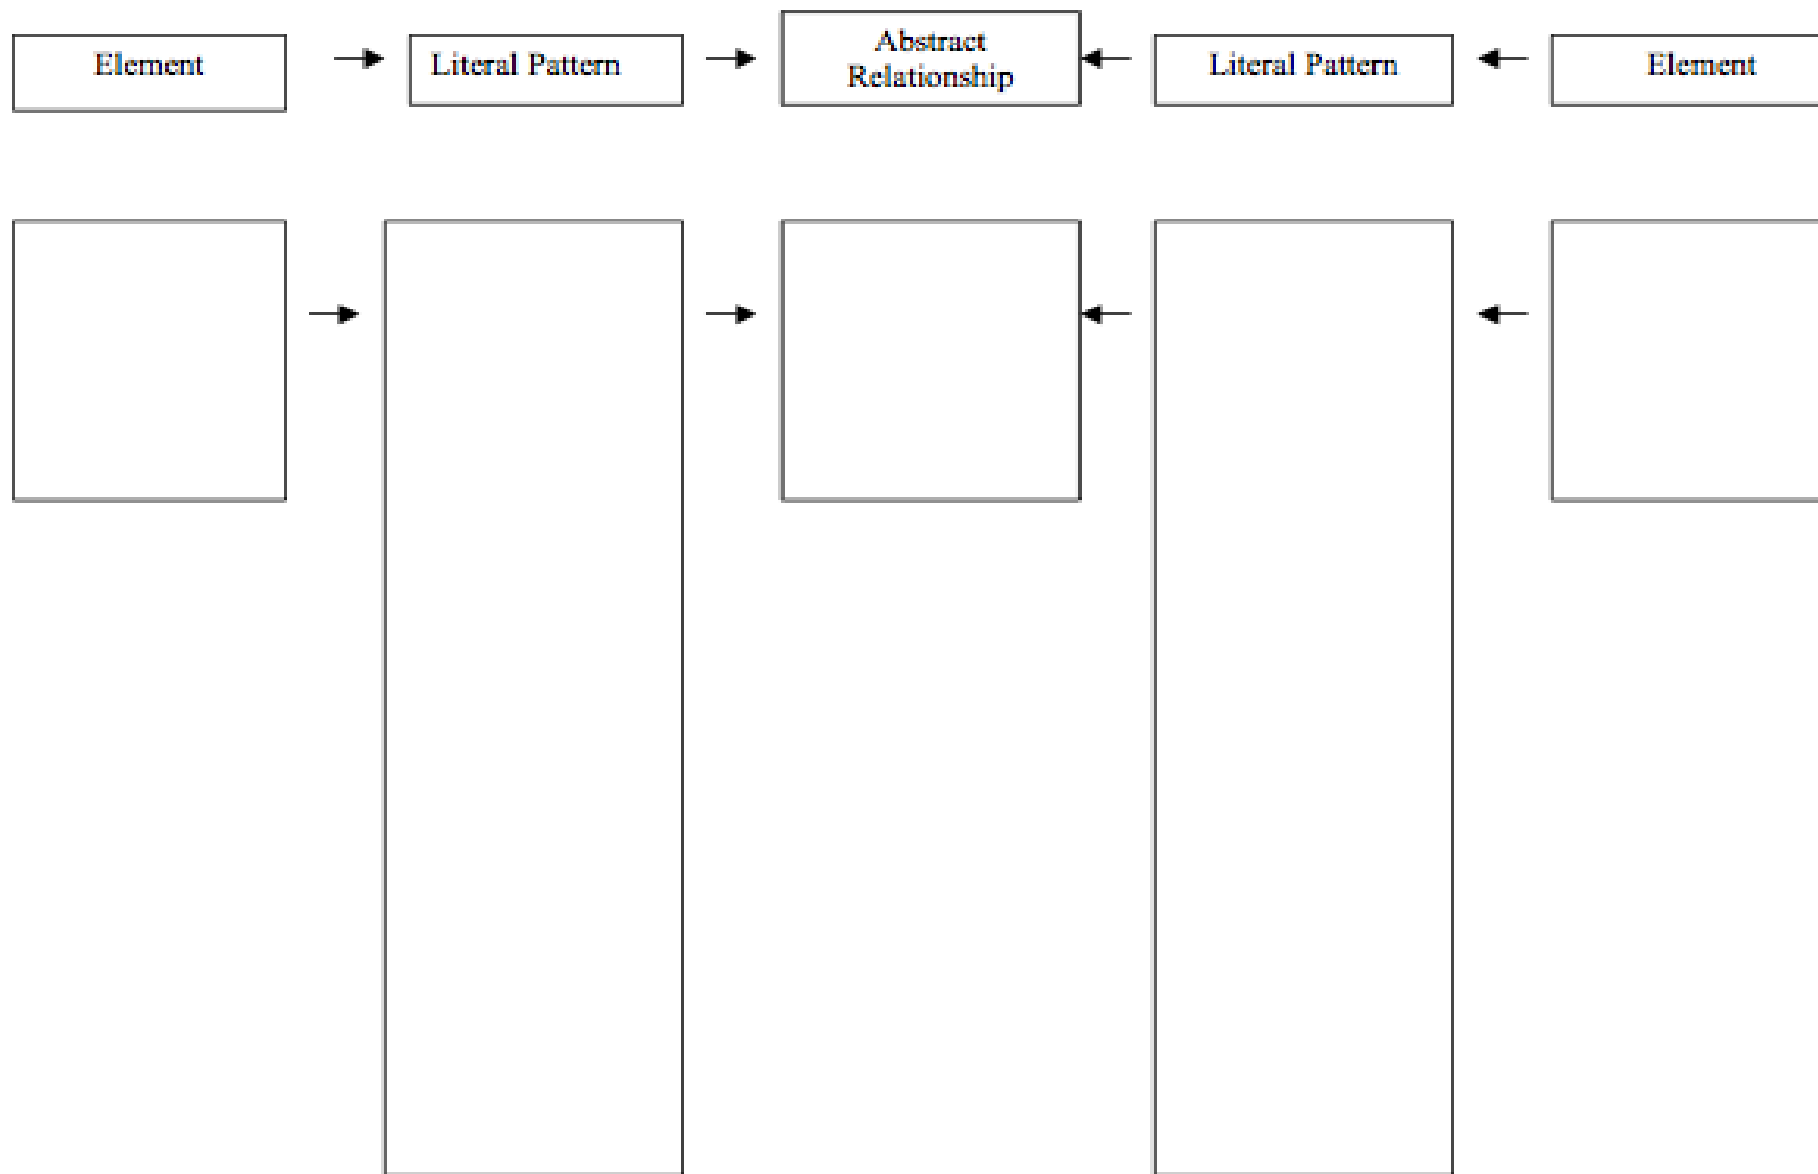 Element
Literal Pattern
Abstract
Relationship
Literal Pattern
Element